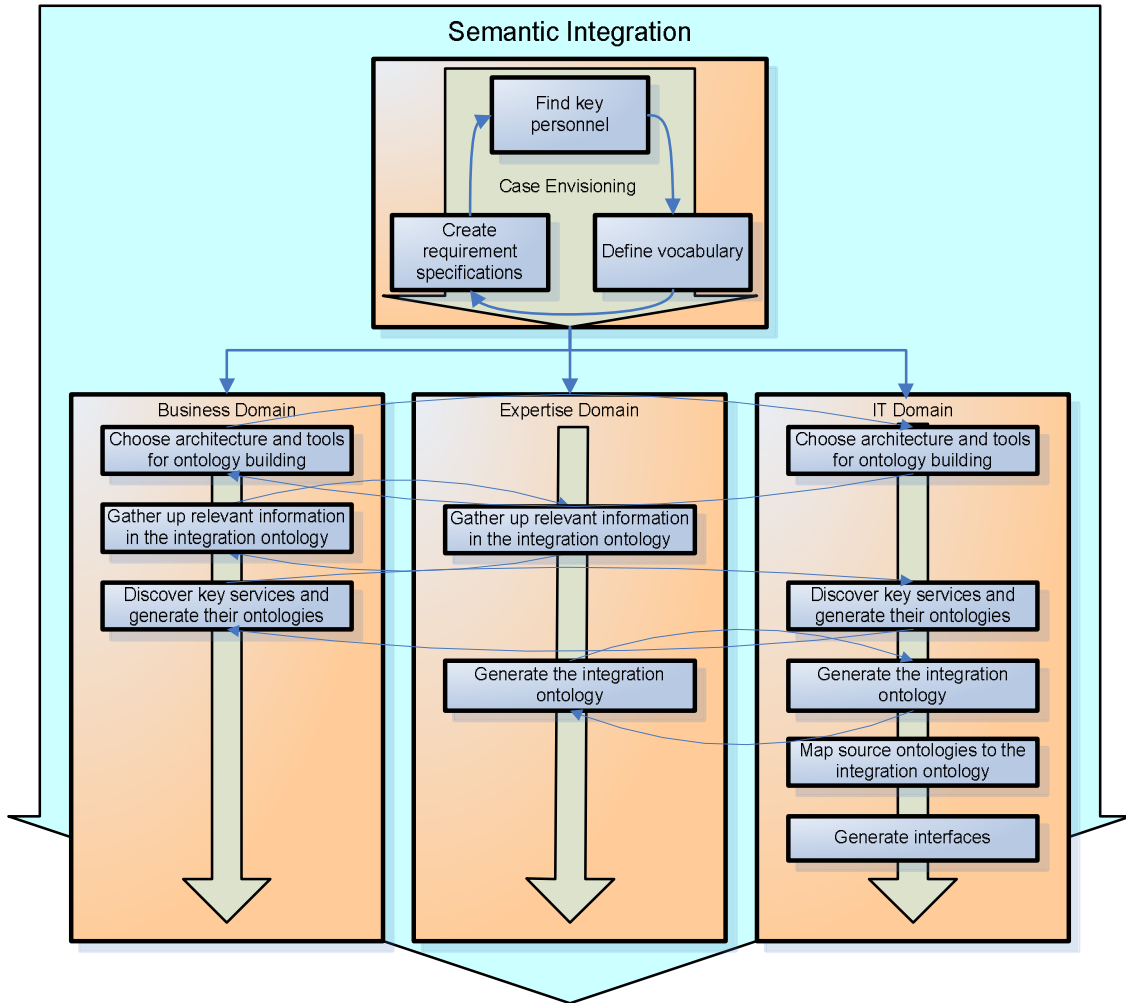 Semantic Integration
Find key
personnel
Case Envisioning
Create
requirement
specifications
Define vocabulary
Business Domain
Choose architecture and tools
for ontology building
Gather up relevant information
in the integration ontology
Discover key services and
generate their ontologies
Expertise Domain
Gather up relevant information
in the integration ontology
Generate the integration
ontology
IT Domain
Choose architecture and tools
for ontology building
Discover key services and
generate their ontologies
Generate the integration
ontology
Map source ontologies to the
integration ontology
Generate interfaces